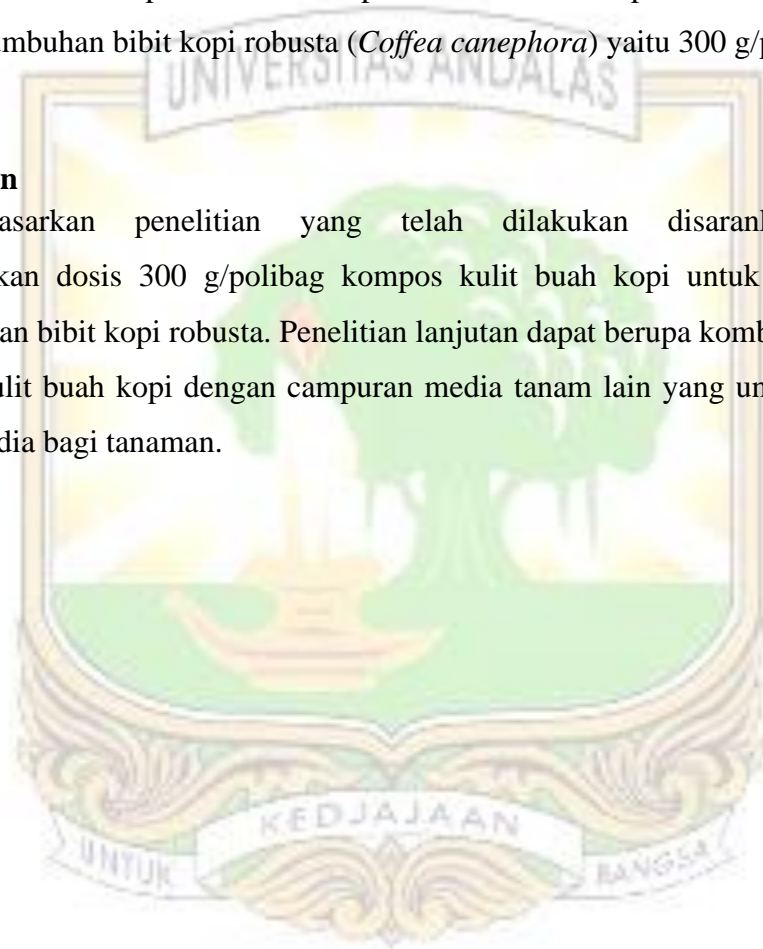 umbuhan bibit kopi robusta (Coffea canephora) yaitu 300 g/p
UNIVERSITAS ANDALAS
n
asarkan penelitian yang telah dilakukan disaran
kan dosis 300 g/polibag kompos kulit buah kopi untuk
an bibit kopi robusta. Penelitian lanjutan dapat berupa komb
ulit buah kopi dengan campuran media tanam lain yang un
dia bagi tanaman.
KEDJAJAAN
UNTUK
BANGSA